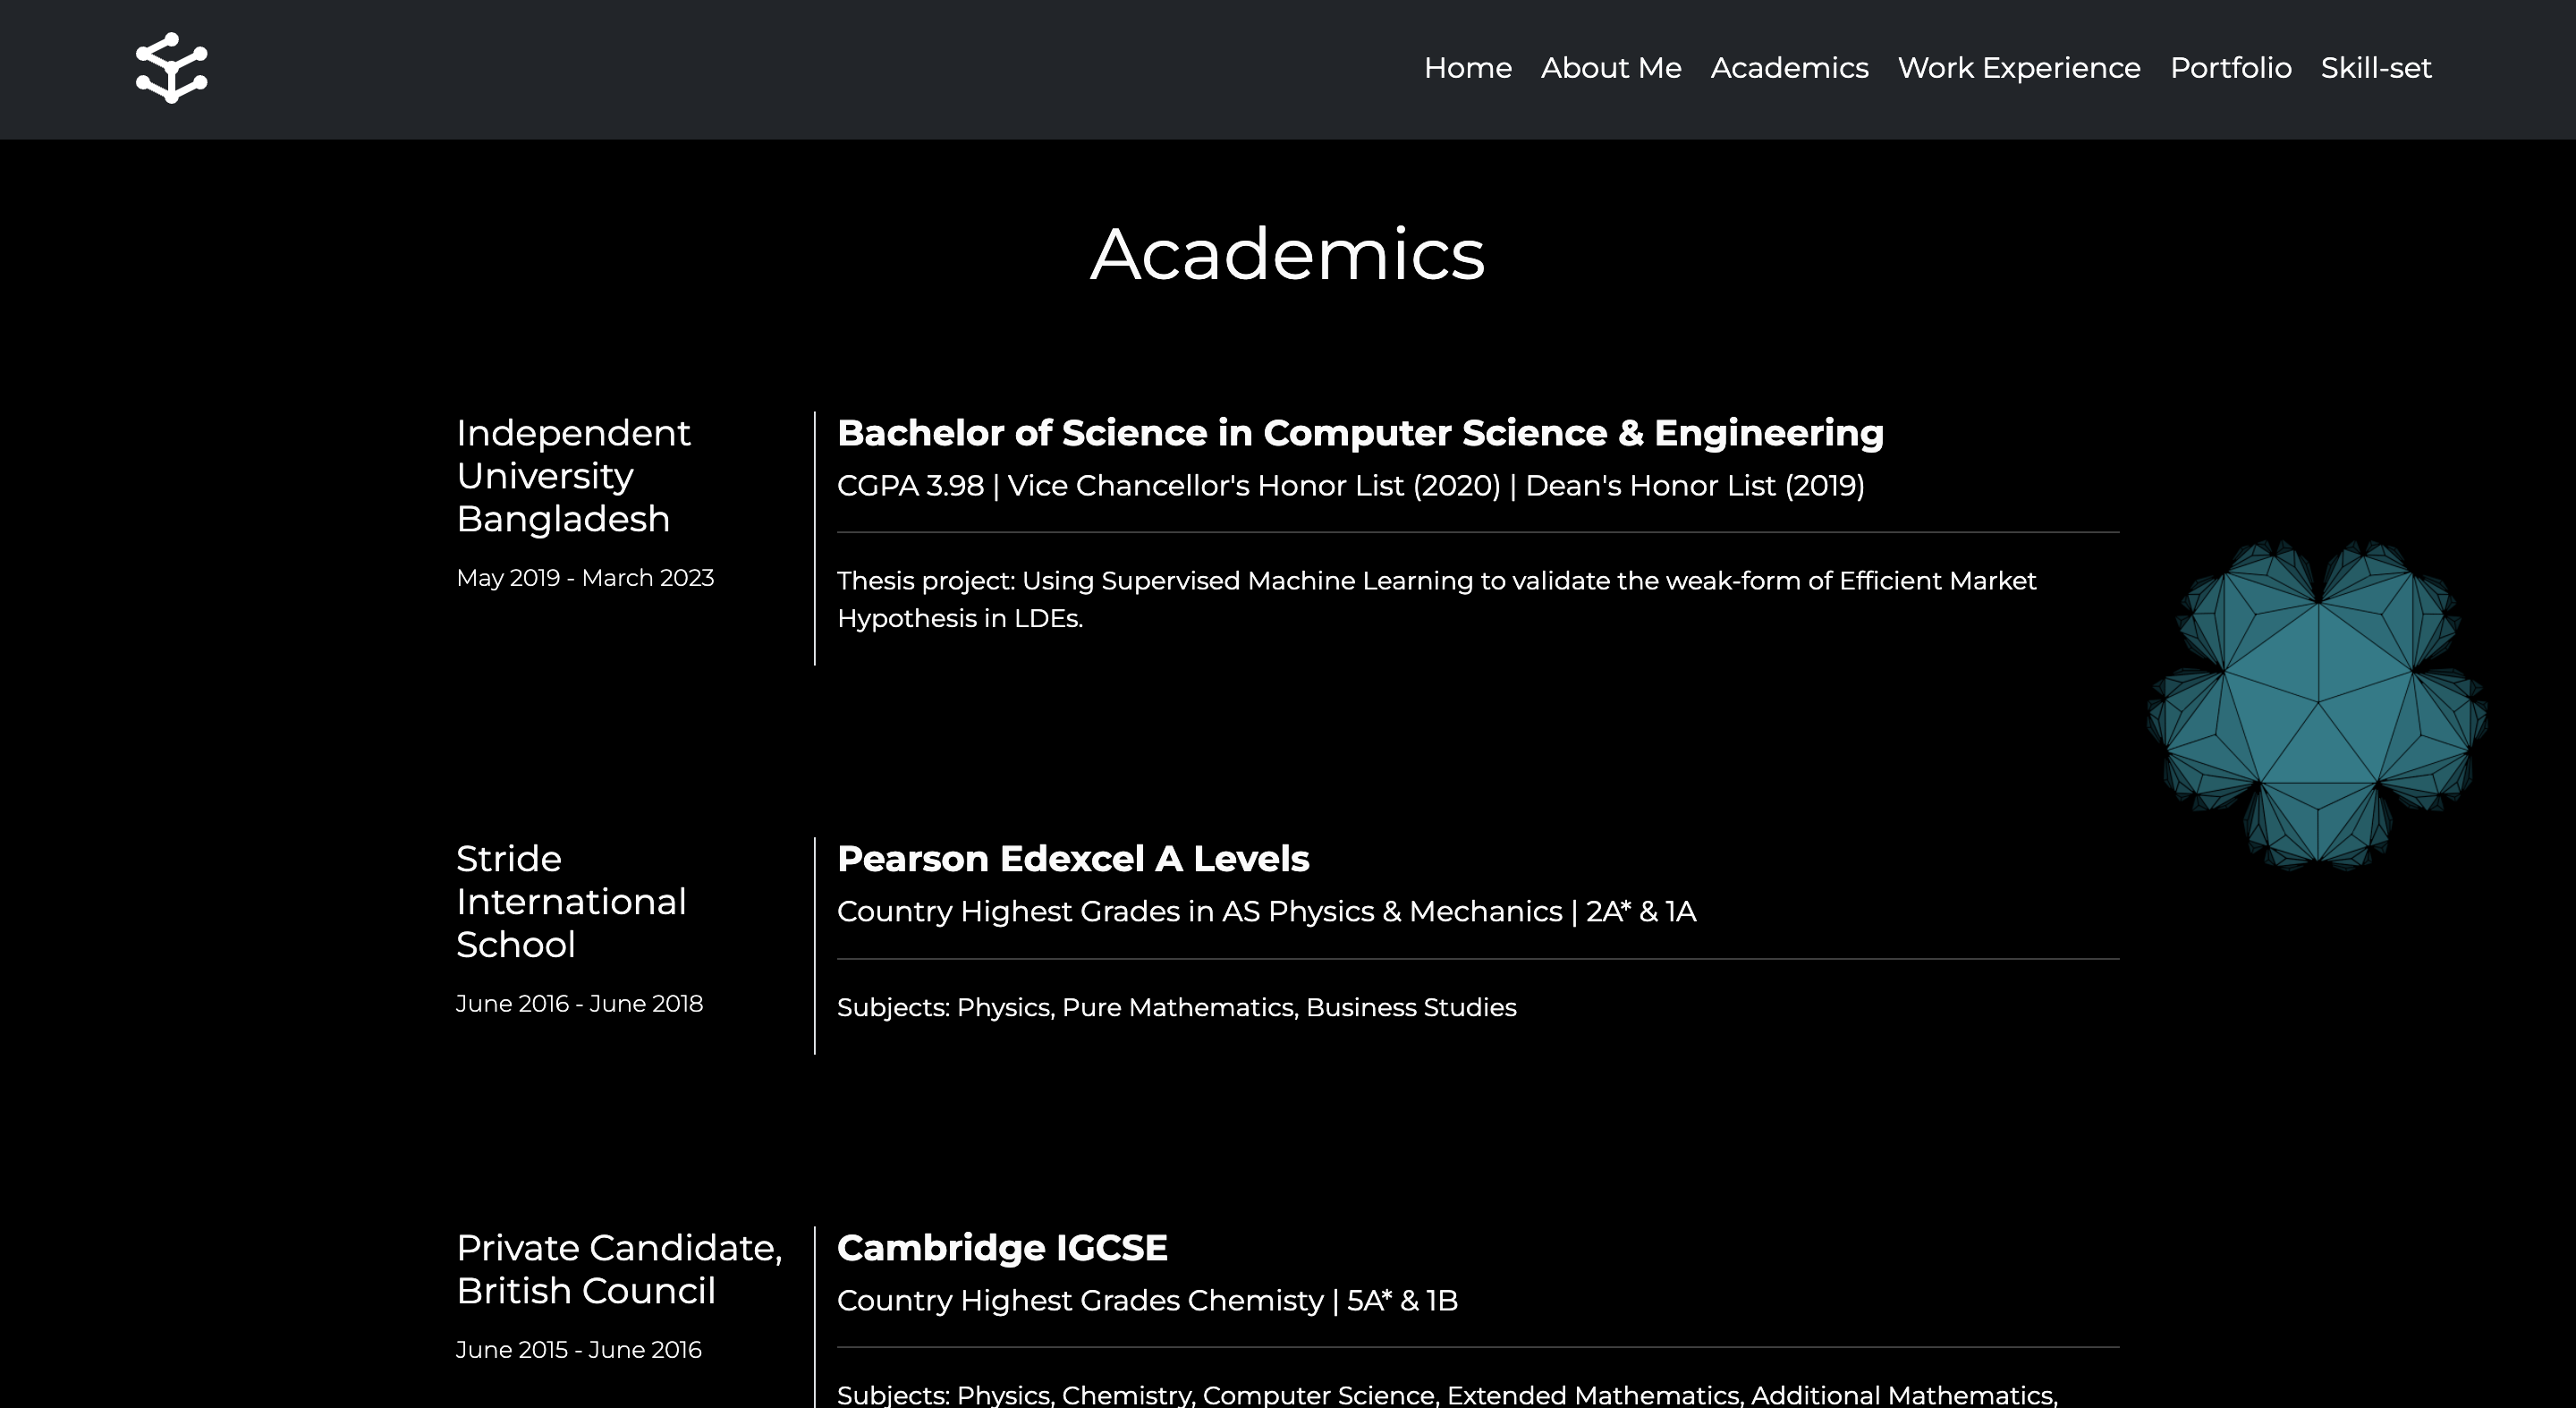 Home About Me Academics Work Experience Portfolio Skill-set
Academics
Independent
University
Bangladesh
May 2019 - March 2023
Bachelor of Science in Computer Science & Engineering
CGPA 3.98 | Vice Chancellor's Honor List (2020) | Dean's Honor List (2019)
Thesis project: Using Supervised Machine Learning to validate the weak-form of Efficient Market
Hypothesis in LDEs.
Stride
International
School
June 2016 - June 2018
Pearson Edexcel A Levels
Country Highest Grades in AS Physics & Mechanics | 2A* & 1A
Subjects: Physics, Pure Mathematics, Business Studies
Private Candidate,
British Council
June 2015 - June 2016
Cambridge IGCSE
Country Highest Grades Chemisty | 5A* & 1B
Subjects: Physics, Chemistry, Computer Science, Extended Mathematics, Additional Mathematics,